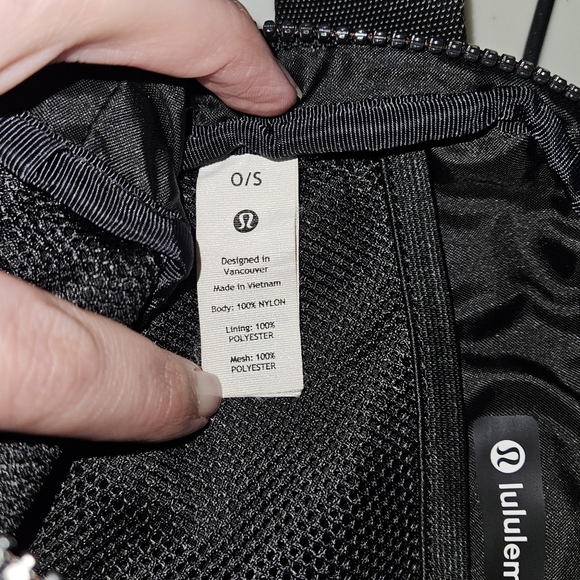 O/S
Designed in
Vancouver
Made in Vietnam
Body: 100% NYLON
Lining: 100%
POLYESTER
Mesh: 100%
POLYESTER
lululem